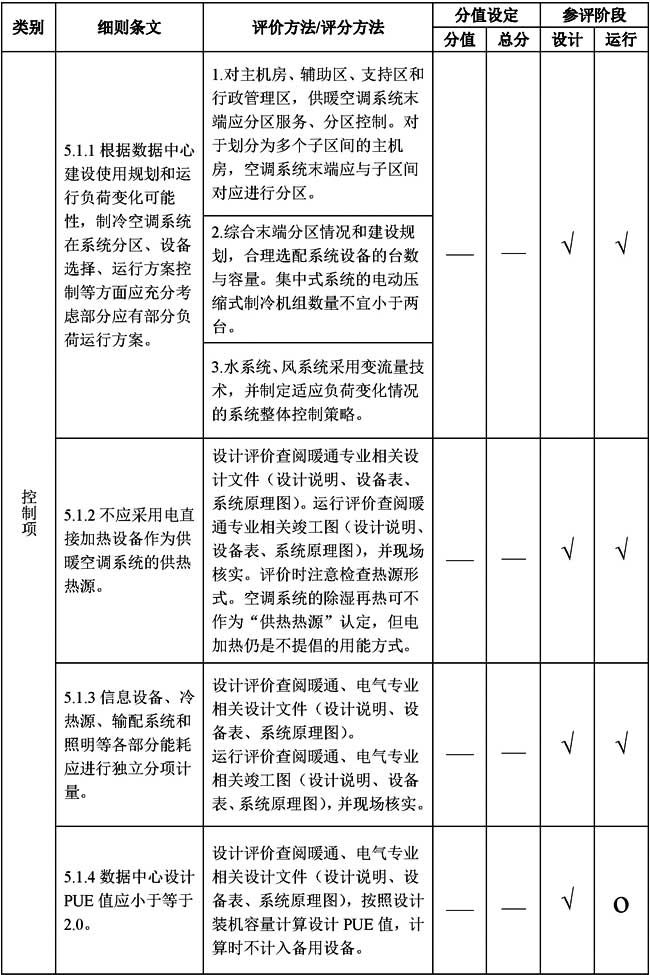 类别 细则条文 评价方法/评分方法 分值设定 参评阶段
分值 总分 设计 运行
控制项
5.1.1 根据数据中心
建设使用规划和运
行负荷变化可能
性，制冷空调系统
在系统分区、设备
选择、运行方案控
制等方面应充分考
虑部分应有部分负
荷运行方案。
1.对主机房、辅助区、支持区和
行政管理区，供暖空调系统末
端应分区服务、分区控制。对
于划分为多个子区间的主机
房，空调系统末端应与子区间
对应进行分区。
2.综合末端分区情况和建设规
划，合理选配系统设备的台数
与容量。集中式系统的电动压
缩式制冷机组数量不宜小于两
台。
3.水系统、风系统采用变流量技
术，并制定适应负荷变化情况
的系统整体控制策略。
— — √ √
5.1.2 不应采用电直
接加热设备作为供
暖空调系统的供热
热源。
设计评价查阅暖通专业相关设
计文件（设计说明、设备表、
系统原理图）。运行评价查阅暖
通专业相关竣工图（设计说明、
设备表、系统原理图），并现场
核实。评价时注意检查热源形
式。空调系统的除湿再热可不
作为“供热热源”认定，但电
加热仍是不提倡的用能方式。
— — √ √
5.1.3 信息设备、冷
热源、输配系统和
照明等各部分能耗
应进行独立分项计
量。
设计评价查阅暖通、电气专业
相关设计文件（设计说明、设
备表、系统原理图）。
运行评价查阅暖通、电气专业
相关竣工图（设计说明、设备
表、系统原理图），并现场核实。
— — √ √
5.1.4 数据中心设计
PUE 值应小于等于
2.0。
设计评价查阅暖通、电气专业
相关设计文件（设计说明、设
备表、系统原理图），按照设计
装机容量计算设计 PUE 值，计
算时不计入备用设备。
— — √ o